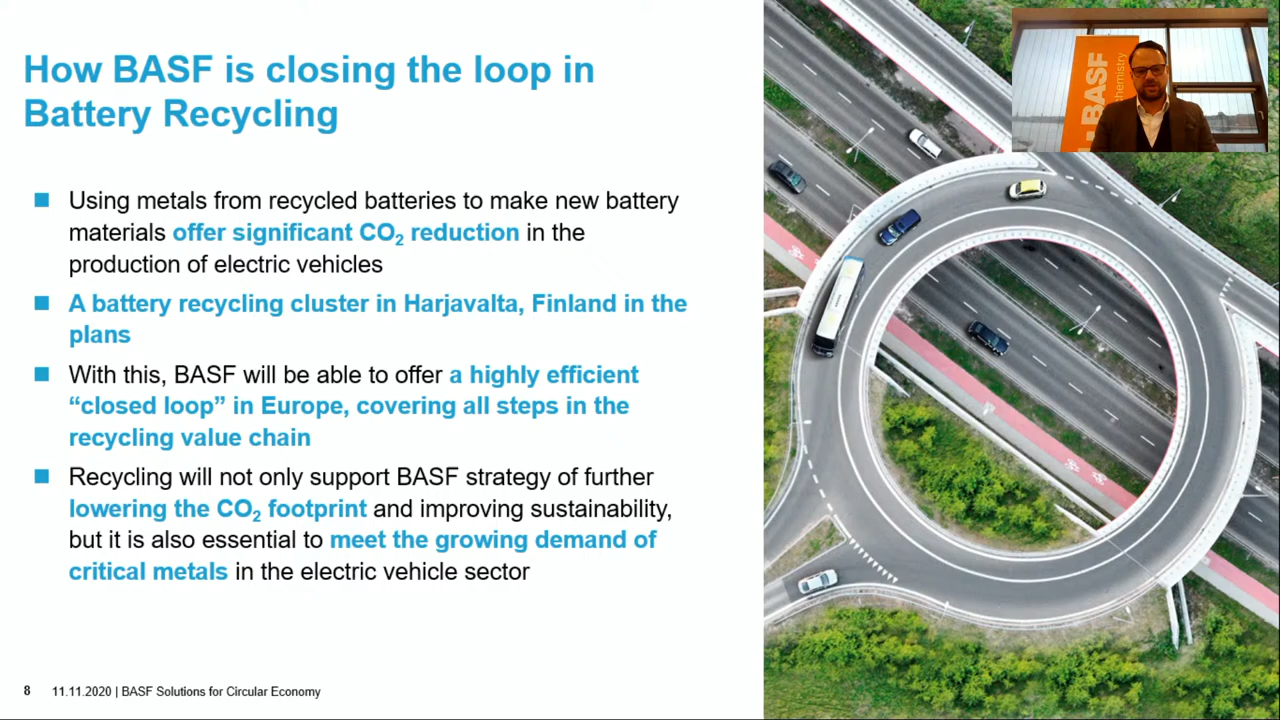 How BASF is closing the loop in
Battery Recycling
Using metals from recycled batteries to make new battery
materials offer significant CO₂ reduction in the
production of electric vehicles
A battery recycling cluster in Harjavalta, Finland in the
plans
With this, BASF will be able to offer a highly efficient
“closed loop” in Europe, covering all steps in the
recycling value chain
Recycling will not only support BASF strategy of further
lowering the CO₂ footprint and improving sustainability,
but it is also essential to meet the growing demand of
critical metals in the electric vehicle sector
8 11.11.2020 | BASF Solutions for Circular Economy
BASF